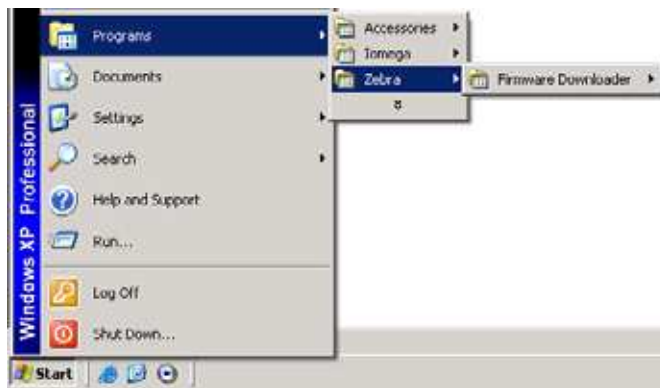 Programs
Documents
Settings
Search
Help and Support
Run...
Log Off
Shut Down...
Windows XP Professional
Start
Accessories
Iomega
Zebra
Firmware Downloader